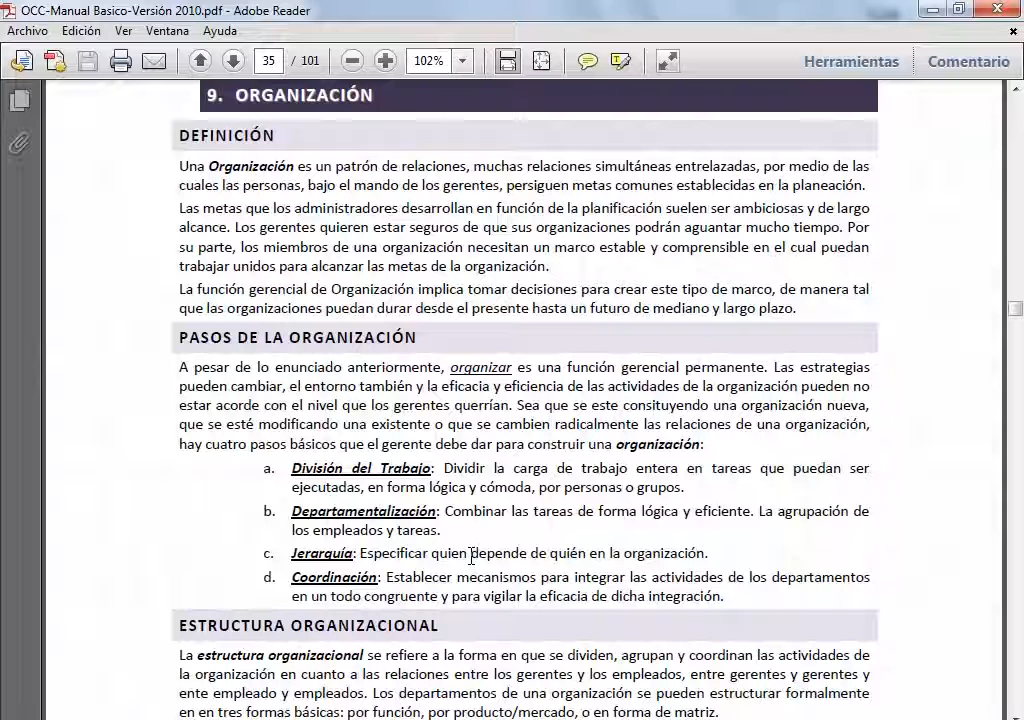 OCC-Manual Basico-Versión 2010.pdf - Adobe Reader
Archivo Edición Ver Ventana Ayuda
35 / 101 102% Herramientas Comentario
9. ORGANIZACIÓN
DEFINICIÓN
Una Organización es un patrón de relaciones, muchas relaciones simultáneas entrelazadas, por medio de las
cuales las personas, bajo el mando de los gerentes, persiguen metas comunes establecidas en la planeación.
Las metas que los administradores desarrollan en función de la planificación suelen ser ambiciosas y de largo
alcance. Los gerentes quieren estar seguros de que sus organizaciones podrán aguantar mucho tiempo. Por
su parte, los miembros de una organización necesitan un marco estable y comprensible en el cual puedan
trabajar unidos para alcanzar las metas de la organización.
La función gerencial de Organización implica tomar decisiones para crear este tipo de marco, de manera tal
que las organizaciones puedan durar desde el presente hasta un futuro de mediano y largo plazo.
PASOS DE LA ORGANIZACIÓN
A pesar de lo enunciado anteriormente, organizar es una función gerencial permanente. Las estrategias
pueden cambiar, el entorno también y la eficacia y eficiencia de las actividades de la organización pueden no
estar acorde con el nivel que los gerentes querrían. Sea que se este consituyendo una organización nueva,
que se esté modificando una existente o que se cambien radicalmente las relaciones de una organización,
hay cuatro pasos básicos que el gerente debe dar para construir una organización:
a. División del Trabajo: Dividir la carga de trabajo entera en tareas que puedan ser
ejecutadas, en forma lógica y cómoda, por personas o grupos.
b. Departamentalización: Combinar las tareas de forma lógica y eficiente. La agrupación de
los empleados y tareas.
c. Jerarquía: Especificar quien depende de quién en la organización.
d. Coordinación: Establecer mecanismos para integrar las actividades de los departamentos
en un todo congruente y para vigilar la eficacia de dicha integración.
ESTRUCTURA ORGANIZACIONAL
La estructura organizacional se refiere a la forma en que se dividen, agrupan y coordinan las actividades de
la organización en cuanto a las relaciones entre los gerentes y los empleados, entre gerentes y gerentes y
ente empleado y empleados. Los departamentos de una organización se pueden estructurar formalmente
en en tres formas básicas: por función, por producto/mercado, o en forma de matriz.